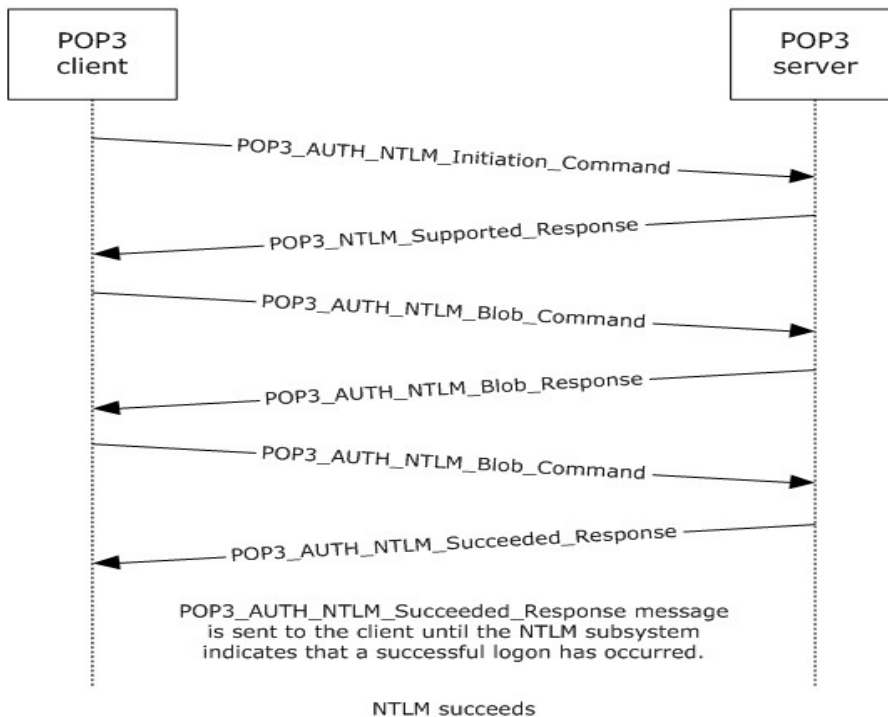 POP3
client
POP3
server
POP3_AUTH_NTLM_Initiation_Command
POP3_NTLM_Supported_Response
POP3_AUTH_NTLM_Blob_Command
POP3_AUTH_NTLM_Blob_Response
POP3_AUTH_NTLM_Blob_Command
POP3_AUTH_NTLM_Succeeded_Response
POP3_AUTH_NTLM_Succeeded_Response message
is sent to the client until the NTLM subsystem
indicates that a successful logon has occurred.
NTLM succeeds